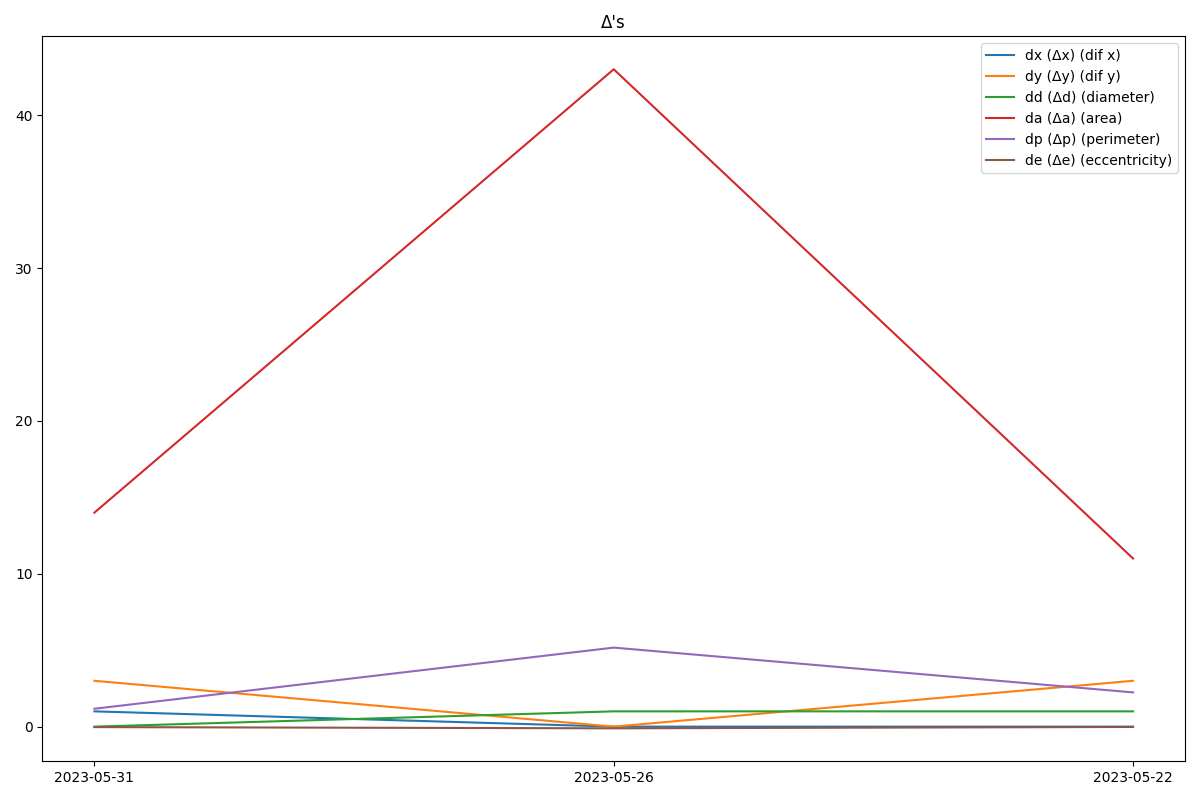 Δ's
dx (Δx) (dif x)
dy (Δy) (dif y)
dd (Δd) (diameter)
da (Δa) (area)
dp (Δp) (perimeter)
de (Δe) (eccentricity)
40
30
20
10
0
2023-05-31
2023-05-26
2023-05-22